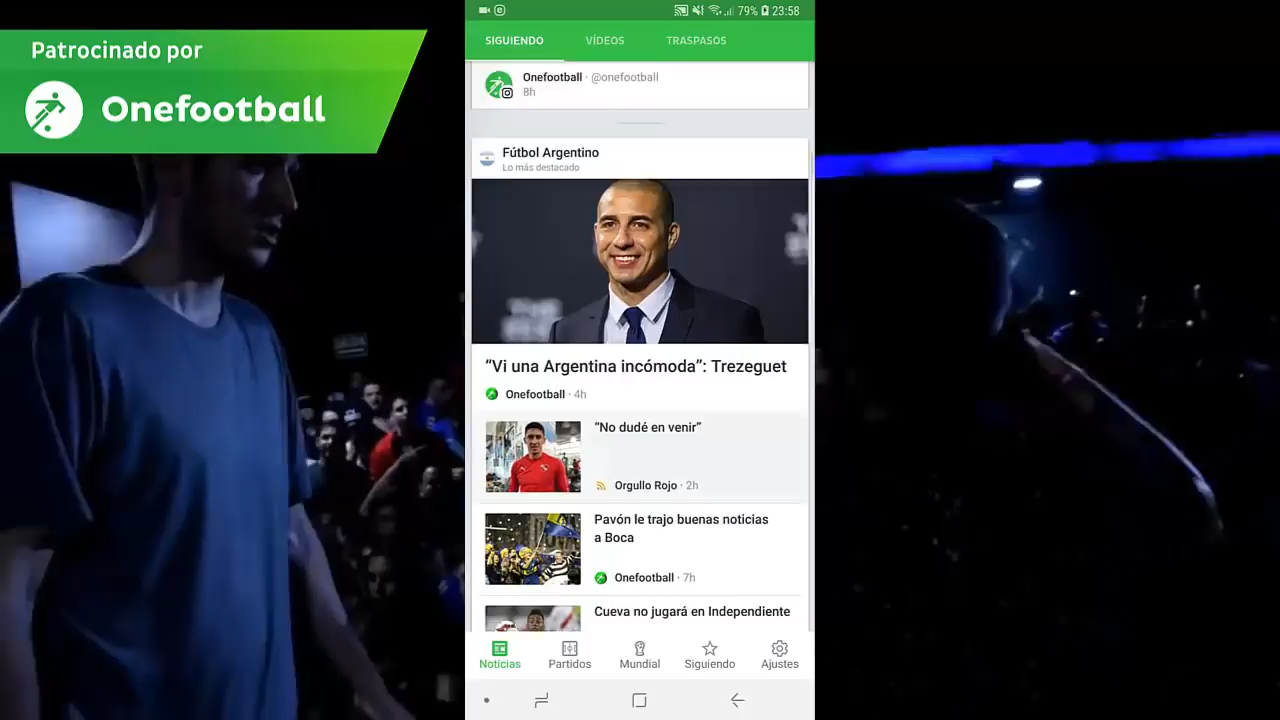 Patrocinado por
Onefootball
79% 23:58
SIGUIENDO VÍDEOS TRASPASOS
Onefootball · @onefootball
8h
Fútbol Argentino
Lo más destacado
“Vi una Argentina incómoda”: Trezeguet
Onefootball · 4h
“No dudé en venir”
Orgullo Rojo · 2h
Pavón le trajo buenas noticias
a Boca
Onefootball · 7h
Cueva no jugará en Independiente
Noticias Partidos Mundial Siguiendo Ajustes